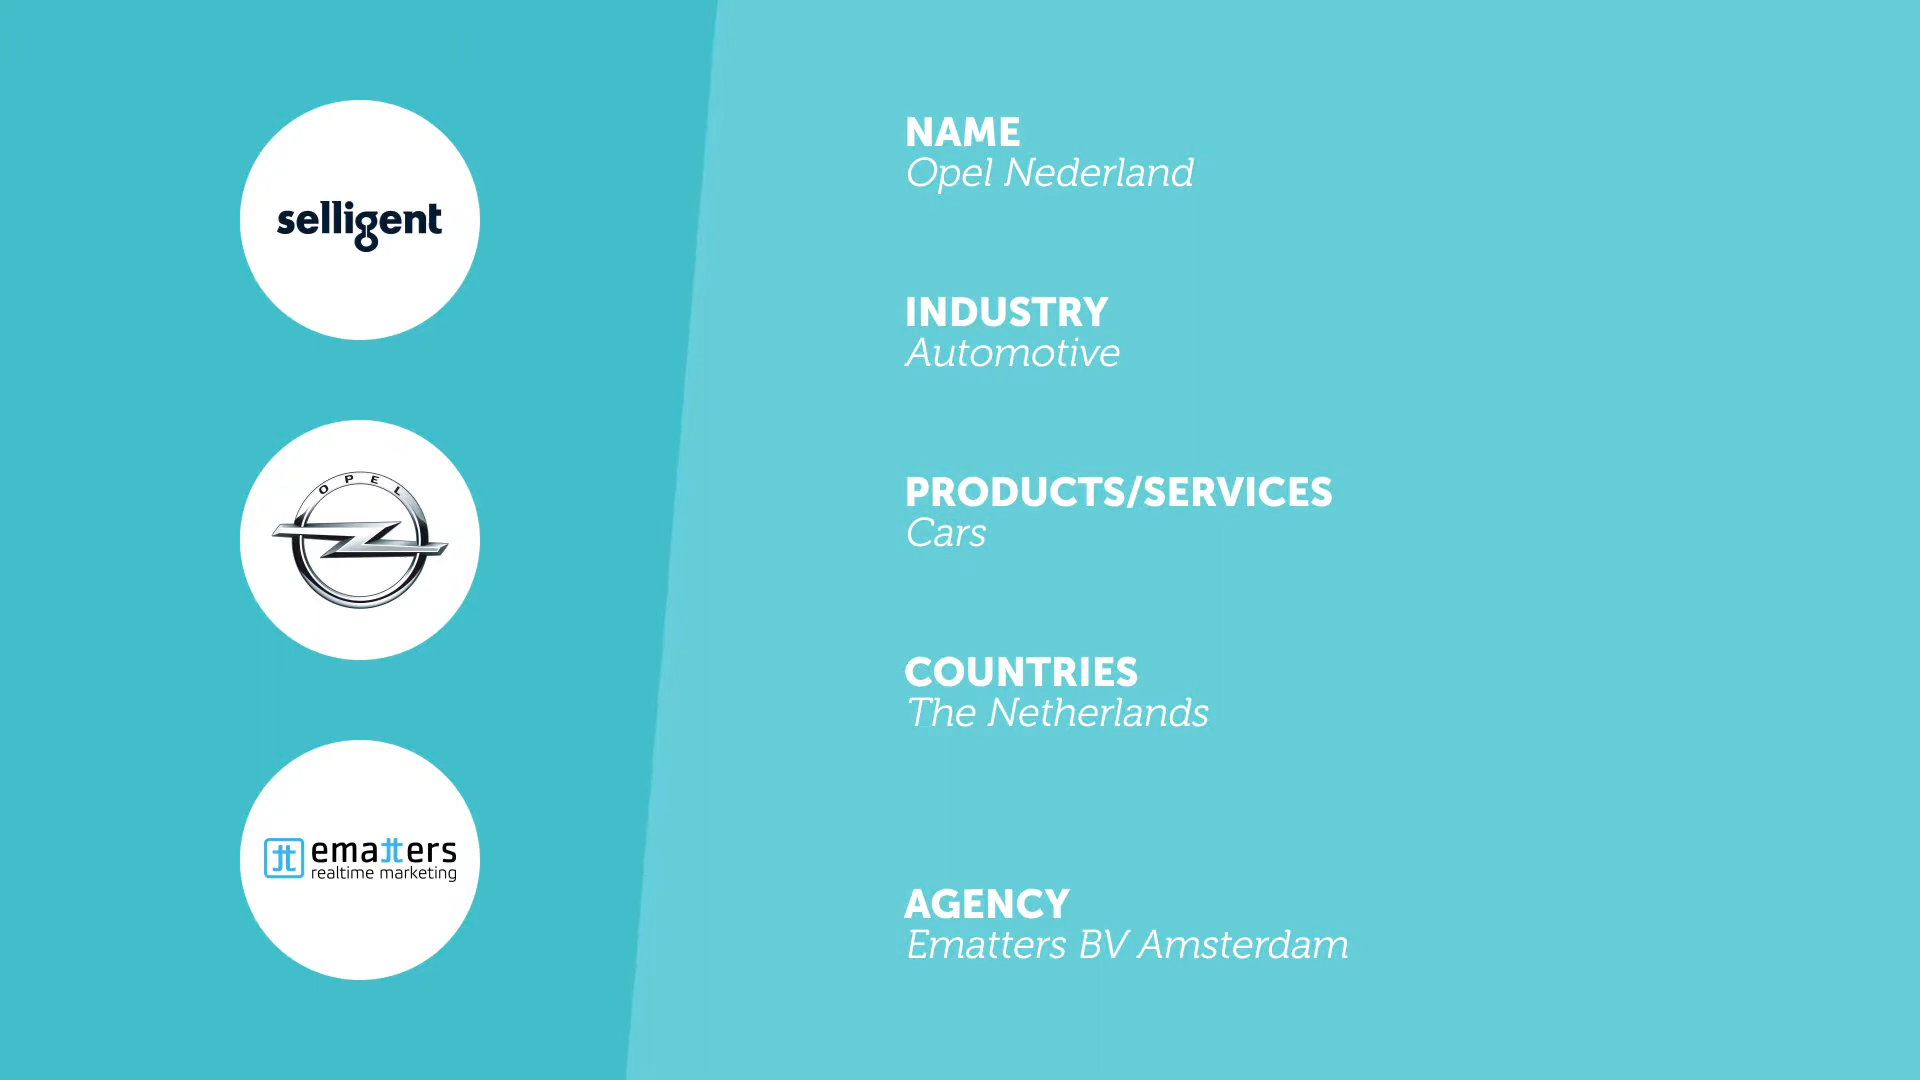 selligent
OPEL
ematters
realtime marketing
NAME
Opel Nederland
INDUSTRY
Automotive
PRODUCTS/SERVICES
Cars
COUNTRIES
The Netherlands
AGENCY
Ematters BV Amsterdam